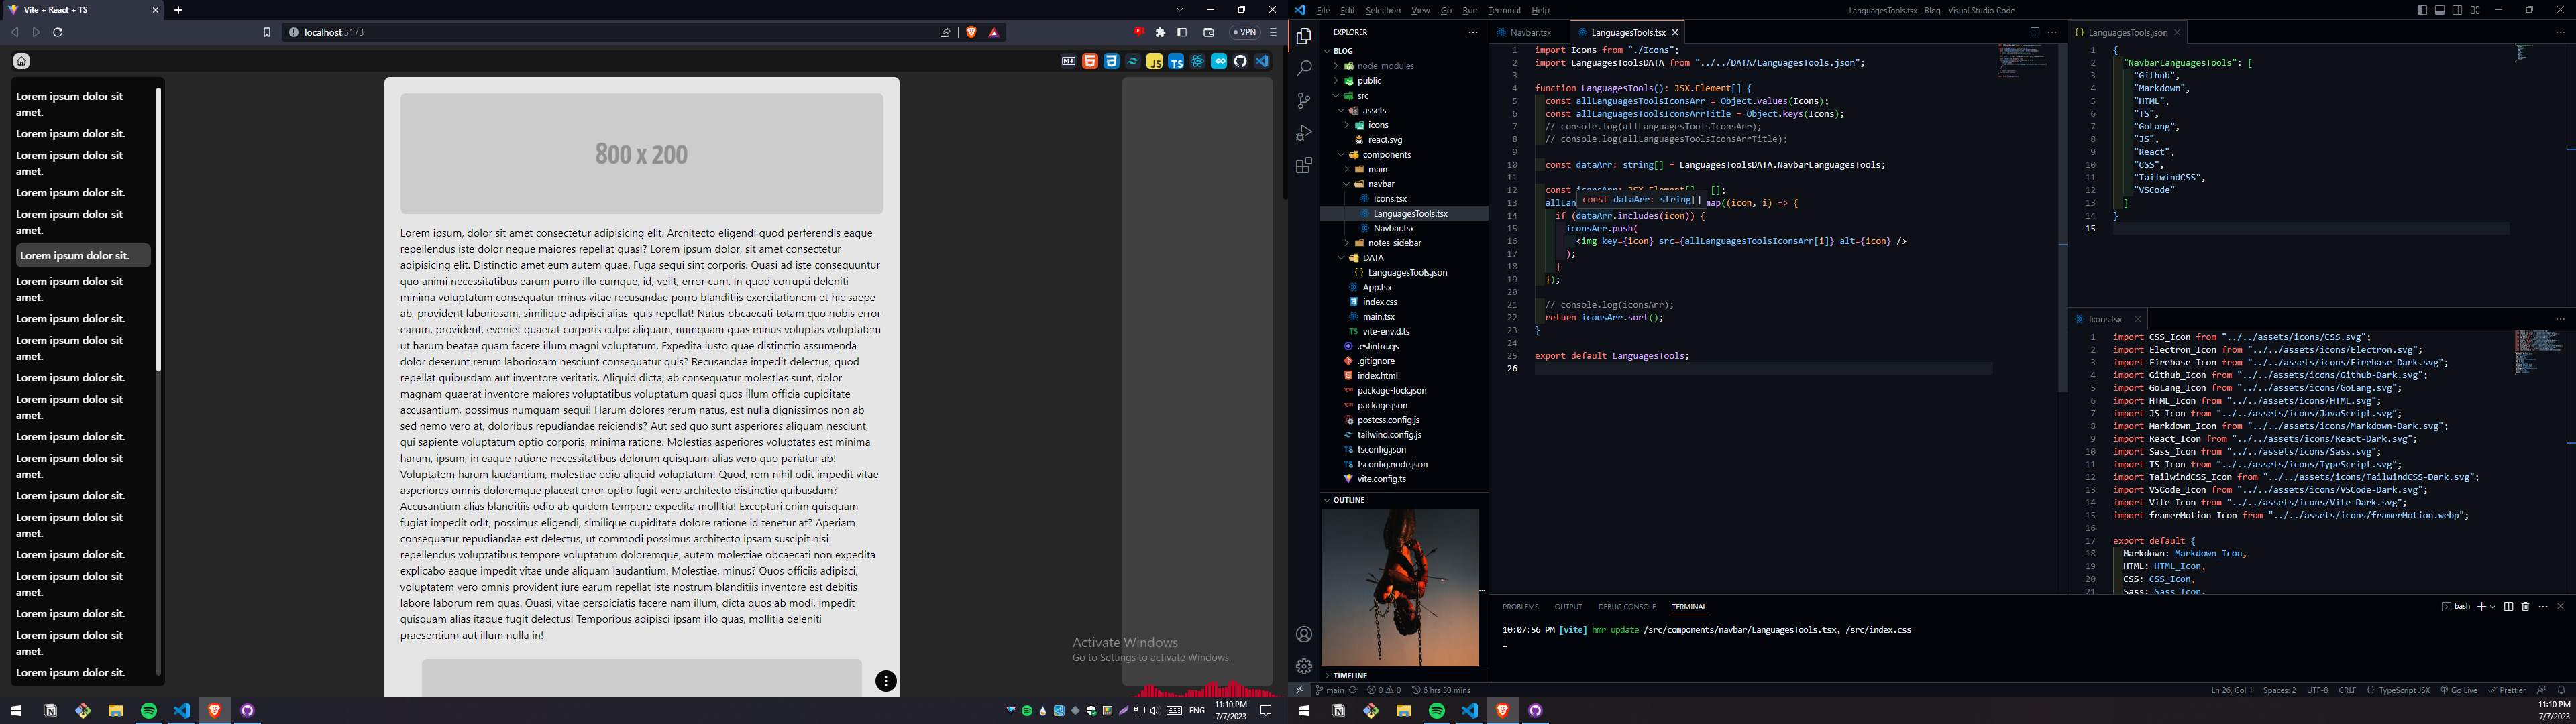 Vite + React + TS
localhost:5173
VPN
JS
TS
GO
Lorem ipsum dolor sit
amet.
Lorem ipsum dolor sit.
Lorem ipsum dolor sit
amet.
Lorem ipsum dolor sit.
Lorem ipsum dolor sit
amet.
Lorem ipsum dolor sit.
Lorem ipsum dolor sit
amet.
Lorem ipsum dolor sit.
Lorem ipsum dolor sit
amet.
Lorem ipsum dolor sit.
Lorem ipsum dolor sit
amet.
Lorem ipsum dolor sit.
Lorem ipsum dolor sit
amet.
Lorem ipsum dolor sit.
Lorem ipsum dolor sit
amet.
Lorem ipsum dolor sit.
Lorem ipsum dolor sit
amet.
Lorem ipsum dolor sit.
Lorem ipsum dolor sit
amet.
Lorem ipsum dolor sit.
800 x 200
Lorem ipsum, dolor sit amet consectetur adipisicing elit. Architecto eligendi quod perferendis eaque
repellendus iste dolor neque maiores repellat quasi? Lorem ipsum dolor, sit amet consectetur
adipisicing elit. Distinctio amet eum autem quae. Fuga sequi sint corporis. Quasi ad iste consequuntur
quo animi necessitatibus earum porro illo cumque, id, velit, error cum. In quod corrupti deleniti
minima voluptatum consequatur minus vitae recusandae porro blanditiis exercitationem et hic saepe
ab, provident laboriosam, similique adipisci alias, quis repellat! Natus obcaecati totam quo nobis error
earum, provident, eveniet quaerat corporis culpa aliquam, numquam quas minus voluptas voluptatem
ut harum beatae quam facere illum magni voluptatum. Expedita iusto quae distinctio assumenda
dolor deserunt rerum laboriosam nesciunt consequatur quis? Recusandae impedit delectus, quod
repellat quibusdam aut inventore veritatis. Aliquid dicta, ab consequatur molestias sunt, dolor
magnam quaerat inventore maiores voluptatibus voluptatum quasi quos illum officia cupiditate
accusantium, possimus numquam sequi! Harum dolores rerum natus, est nulla dignissimos non ab
sed nemo vero at, doloribus repudiandae reiciendis? Aut sed quo sunt asperiores aliquam nesciunt,
qui sapiente voluptatum optio corporis, minima ratione. Molestias asperiores voluptates est minima
harum, ipsum, in eaque ratione necessitatibus dolorum quisquam alias vero quo pariatur ab!
Voluptatem harum laudantium, molestiae odio aliquid voluptatum! Quod, rem nihil odit impedit vitae
asperiores omnis doloremque placeat error optio fugit vero architecto distinctio quibusdam?
Accusantium alias blanditiis odio ab quidem tempore expedita mollitia! Excepturi enim quisquam
fugiat impedit odit, possimus eligendi, similique cupiditate dolore ratione id tenetur at? Aperiam
consequatur repudiandae est delectus, ut commodi possimus architecto ipsam suscipit nisi
repellendus voluptatibus tempore voluptatum doloremque, autem molestiae obcaecati non expedita
explicabo eaque impedit vitae unde aliquam laudantium. Molestiae, minus? Quos officiis adipisci,
voluptatem vero omnis provident iure earum repellat iste nostrum blanditiis inventore est debitis
labore laborum rem quas. Quasi, vitae perspiciatis facere nam illum, dicta quos ab modi, impedit
quisquam alias itaque fugit delectus! Temporibus adipisci ipsam illo quas, mollitia deleniti
praesentium aut illum nulla in!
Activate Windows
Go to Settings to activate Windows.
ENG
11:10 PM
7/7/2023
File Edit Selection View Go Run Terminal Help
LanguagesTools.tsx - Blog - Visual Studio Code
EXPLORER
BLOG
node_modules
public
src
assets
icons
react.svg
components
main
navbar
Icons.tsx
LanguagesTools.tsx
Navbar.tsx
notes-sidebar
DATA
LanguagesTools.json
App.tsx
index.css
main.tsx
vite-env.d.ts
.eslintrc.cjs
.gitignore
index.html
package-lock.json
package.json
postcss.config.js
tailwind.config.js
tsconfig.json
tsconfig.node.json
vite.config.ts
OUTLINE
TIMELINE
Navbar.tsx
LanguagesTools.tsx
1 import Icons from "./Icons";
2 import LanguagesToolsDATA from "../../DATA/LanguagesTools.json";
3
4 function LanguagesTools(): JSX.Element[] {
5 const allLanguagesToolsIconsArr = Object.values(Icons);
6 const allLanguagesToolsIconsArrTitle = Object.keys(Icons);
7 // console.log(allLanguagesToolsIconsArr);
8 // console.log(allLanguagesToolsIconsArrTitle);
9
10 const dataArr: string[] = LanguagesToolsDATA.NavbarLanguagesTools;
11
12 const iconsArr: JSX.Element[] = [];
const dataArr: string[]
13 allLan ap((icon, i) => {
14 if (dataArr.includes(icon)) {
15 iconsArr.push(
16 <img key={icon} src={allLanguagesToolsIconsArr[i]} alt={icon} />
17 );
18 }
19 });
20
21 // console.log(iconsArr);
22 return iconsArr.sort();
23 }
24
25 export default LanguagesTools;
26
LanguagesTools.json
1 {
2 "NavbarLanguagesTools": [
3 "Github",
4 "Markdown",
5 "HTML",
6 "TS",
7 "GoLang",
8 "JS",
9 "React",
10 "CSS",
11 "TailwindCSS",
12 "VSCode"
13 ]
14 }
15
Icons.tsx
1 import CSS_Icon from "../../assets/icons/CSS.svg";
2 import Electron_Icon from "../../assets/icons/Electron.svg";
3 import Firebase_Icon from "../../assets/icons/Firebase-Dark.svg";
4 import Github_Icon from "../../assets/icons/Github-Dark.svg";
5 import GoLang_Icon from "../../assets/icons/GoLang.svg";
6 import HTML_Icon from "../../assets/icons/HTML.svg";
7 import JS_Icon from "../../assets/icons/JavaScript.svg";
8 import Markdown_Icon from "../../assets/icons/Markdown-Dark.svg";
9 import React_Icon from "../../assets/icons/React-Dark.svg";
10 import Sass_Icon from "../../assets/icons/Sass.svg";
11 import TS_Icon from "../../assets/icons/TypeScript.svg";
12 import TailwindCSS_Icon from "../../assets/icons/TailwindCSS-Dark.svg";
13 import VSCode_Icon from "../../assets/icons/VSCode-Dark.svg";
14 import Vite_Icon from "../../assets/icons/Vite-Dark.svg";
15 import framerMotion_Icon from "../../assets/icons/framerMotion.webp";
16
17 export default {
18 Markdown: Markdown_Icon,
19 HTML: HTML_Icon,
20 CSS: CSS_Icon,
21 Sass: Sass_Icon,
PROBLEMS OUTPUT DEBUG CONSOLE TERMINAL
bash
10:07:56 PM [vite] hmr update /src/components/navbar/LanguagesTools.tsx, /src/index.css
main
0 0
6 hrs 30 mins
Ln 26, Col 1
Spaces: 2
UTF-8
CRLF
{ } TypeScript JSX
Go Live
Prettier
11:10 PM
7/7/2023